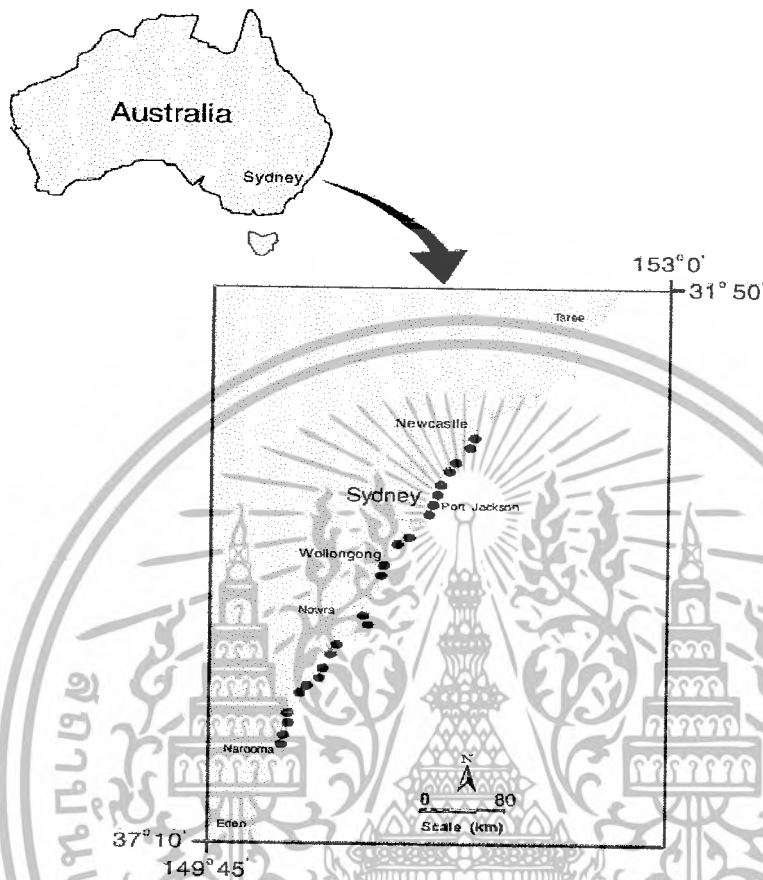 Australia
Sydney
153°0'
31°50'
Taree
Newcastle
Sydney
Port Jackson
Wollongong
Nowra
Narooma
N
0 80
Scale (km)
Eden
37°10'
149°45'